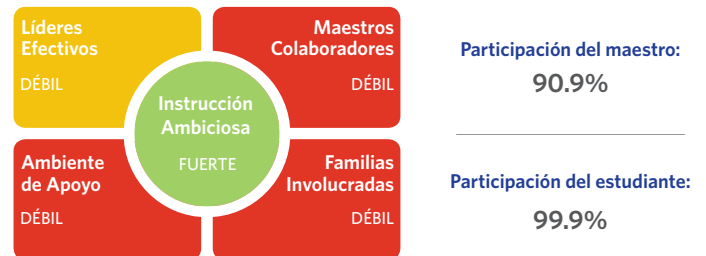 Líderes
Efectivos
DÉBIL
Maestros
Colaboradores
DÉBIL
Instrucción
Ambiciosa
FUERTE
Ambiente
de Apoyo
DÉBIL
Familias
Involucradas
DÉBIL
Participación del maestro:
90.9%
Participación del estudiante:
99.9%